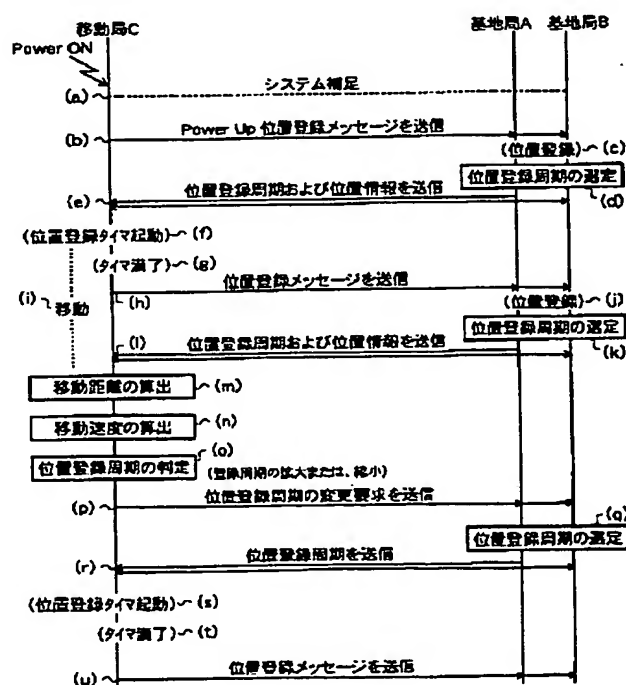 移動局C
基地局A 基地局B
Power ON
システム補足
(a)
Power Up 位置登録メッセージを送信
(b)
(位置登録) (c)
位置登録周期の選定
(d)
位置登録周期および位置情報を送信
(e)
(位置登録タイマ起動) (f)
(タイマ満了) (g)
位置登録メッセージを送信
(h)
(i) 移動
(位置登録) (j)
位置登録周期の選定
(k)
(l) 位置登録周期および位置情報を送信
移動距離の算出 (m)
移動速度の算出 (n)
(o)
位置登録周期の判定
(登録周期の拡大または、縮小)
(p) 位置登録周期の変更要求を送信
(q)
位置登録周期の選定
位置登録周期を送信
(r)
(位置登録タイマ起動) (s)
(タイマ満了) (t)
位置登録メッセージを送信
(u)